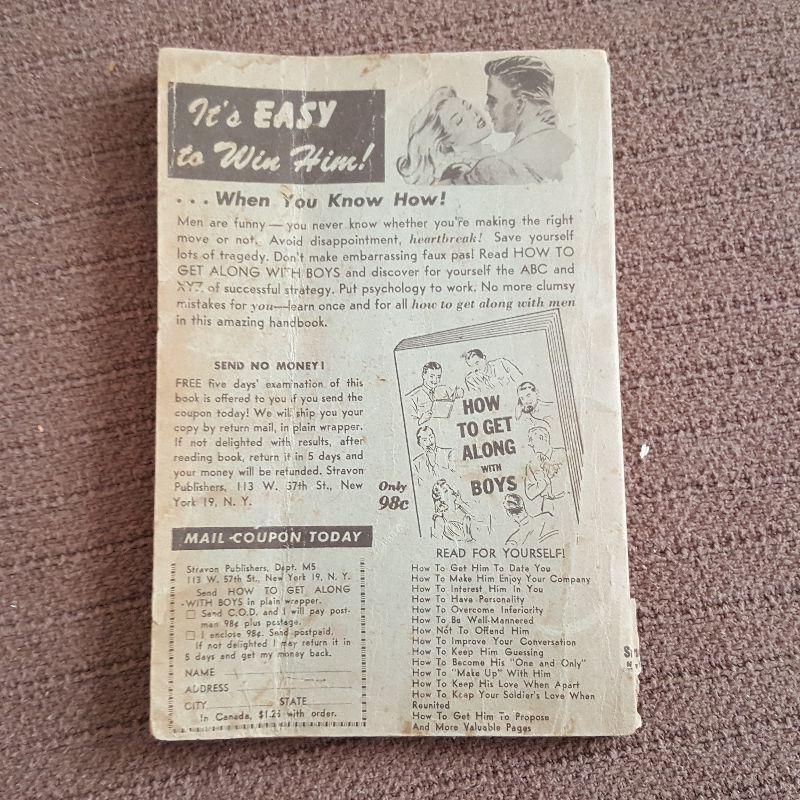 It's EASY
to Win Him!
. . . When You Know How!
Men are funny — you never know whether you're making the right
move or not. Avoid disappointment, heartbreak! Save yourself
lots of tragedy. Don't make embarrassing faux pas! Read HOW TO
GET ALONG WITH BOYS and discover for yourself the ABC and
XYZ of successful strategy. Put psychology to work. No more clumsy
mistakes for you—learn once and for all how to get along with men
in this amazing handbook.
SEND NO MONEY!
FREE five days' examination of this
book is offered to you if you send the
coupon today! We will ship you your
copy by return mail, in plain wrapper.
If not delighted with results, after
reading book, return it in 5 days and
your money will be refunded. Stravon
Publishers, 113 W. 57th St., New
York 19, N. Y.
HOW
TO GET
ALONG
WITH
BOYS
Only
98c
MAIL COUPON TODAY
Stravon Publishers, Dept. M5
113 W. 57th St., New York 19, N. Y.
Send HOW TO GET ALONG
WITH BOYS in plain wrapper.
Send C.O.D. and I will pay post-
man 98¢ plus postage.
I enclose 98¢. Send postpaid.
If not delighted I may return it in
5 days and get my money back.
NAME
ADDRESS
CITY STATE
In Canada, $1.25 with order.
READ FOR YOURSELF!
How To Get Him To Date You
How To Make Him Enjoy Your Company
How To Interest Him In You
How To Have Personality
How To Overcome Inferiority
How To Be Well-Mannered
How Not To Offend Him
How To Improve Your Conversation
How To Keep Him Guessing
How To Become His "One and Only"
How To "Make Up" With Him
How To Keep His Love When Apart
How To Keep Your Soldier's Love When
Reunited
How To Get Him To Propose
And More Valuable Pages